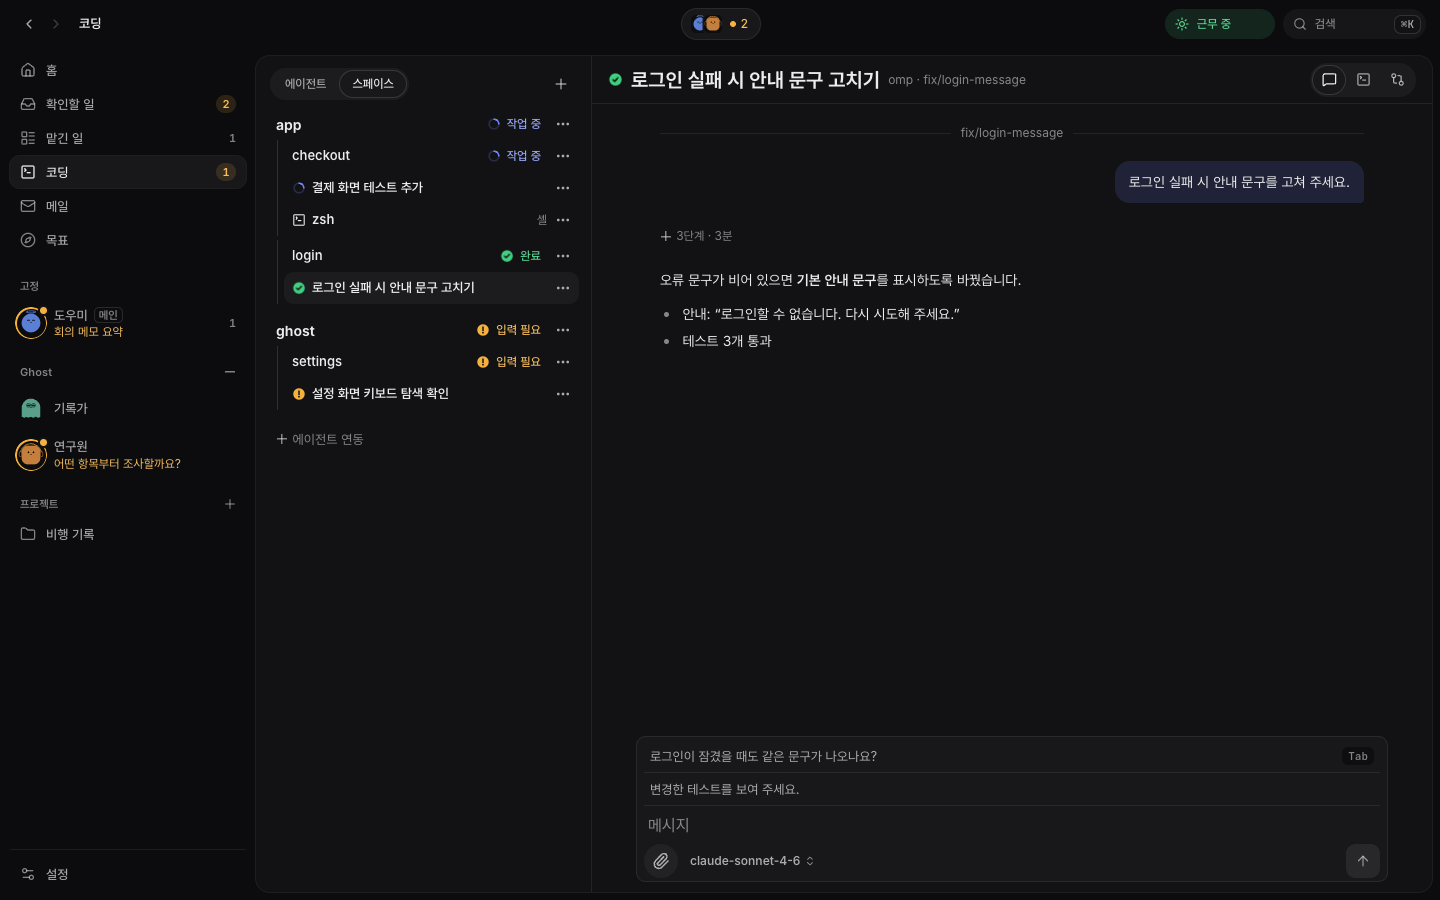 코딩
2
근무 중
검색
⌘K
홈
확인할 일
2
맡긴 일
1
코딩
1
메일
목표
고정
도우미
메인
회의 메모 요약
1
Ghost
기록가
연구원
어떤 항목부터 조사할까요?
프로젝트
비행 기록
설정
에이전트
스페이스
app
작업 중
checkout
작업 중
결제 화면 테스트 추가
zsh
셸
login
완료
로그인 실패 시 안내 문구 고치기
ghost
입력 필요
settings
입력 필요
설정 화면 키보드 탐색 확인
에이전트 연동
로그인 실패 시 안내 문구 고치기
omp · fix/login-message
fix/login-message
로그인 실패 시 안내 문구를 고쳐 주세요.
3단계 · 3분
오류 문구가 비어 있으면 기본 안내 문구를 표시하도록 바꿨습니다.
• 안내: “로그인할 수 없습니다. 다시 시도해 주세요.”
• 테스트 3개 통과
로그인이 잠겼을 때도 같은 문구가 나오나요?
Tab
변경한 테스트를 보여 주세요.
메시지
claude-sonnet-4-6